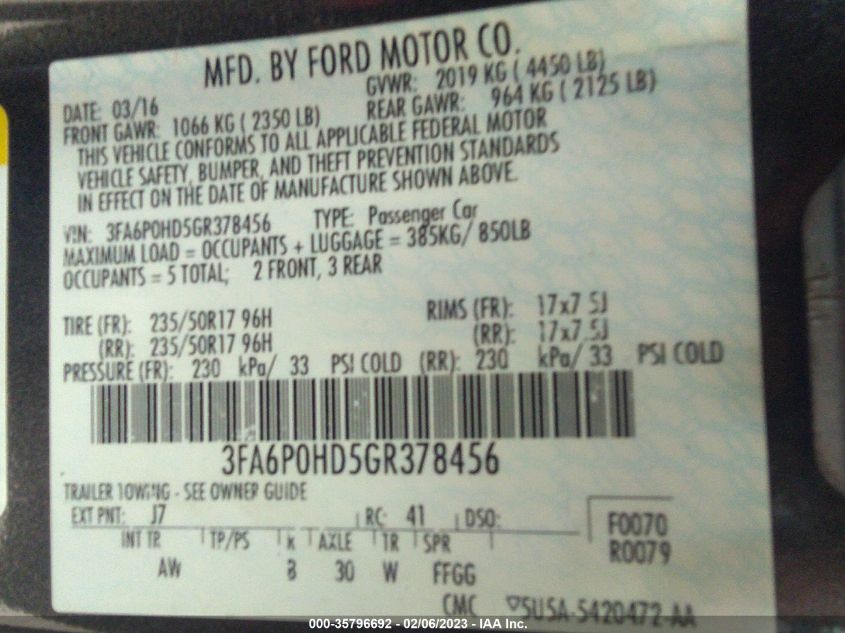 MFD. BY FORD MOTOR CO.
DATE: 03/16 GVWR: 2019 KG ( 4450 LB)
FRONT GAWR: 1066 KG ( 2350 LB) REAR GAWR: 964 KG ( 2125 LB)
THIS VEHICLE CONFORMS TO ALL APPLICABLE FEDERAL MOTOR
VEHICLE SAFETY, BUMPER, AND THEFT PREVENTION STANDARDS
IN EFFECT ON THE DATE OF MANUFACTURE SHOWN ABOVE.
VIN: 3FA6P0HD5GR378456 TYPE: Passenger Car
MAXIMUM LOAD = OCCUPANTS + LUGGAGE = 385KG/ 850LB
OCCUPANTS = 5 TOTAL; 2 FRONT, 3 REAR
TIRE (FR): 235/50R17 96H RIMS (FR): 17x7.5J
(RR): 235/50R17 96H (RR): 17x7.5J
PRESSURE (FR): 230 kPa/ 33 PSI COLD (RR): 230 kPa/ 33 PSI COLD
3FA6P0HD5GR378456
TRAILER TOWING - SEE OWNER GUIDE
EXT PNT: J7 RC: 41 DSO: F0070
INT TR TP/PS R AXLE TR SPR R0079
AW B 30 W FFGG
CMC 5U5A-5420472-AA
000-35796692 - 02/06/2023 - IAA Inc.